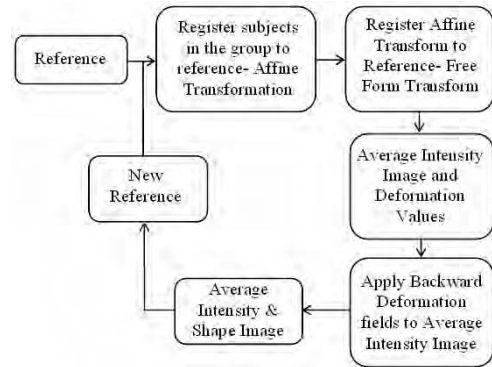 Reference
Register subjects
in the group to
reference- Affine
Transformation
Register Affine
Transform to
Reference- Free
Form Transform
Average Intensity
Image and
Deformation
Values
Apply Backward
Deformation
fields to Average
Intensity Image
Average
Intensity &
Shape Image
New
Reference